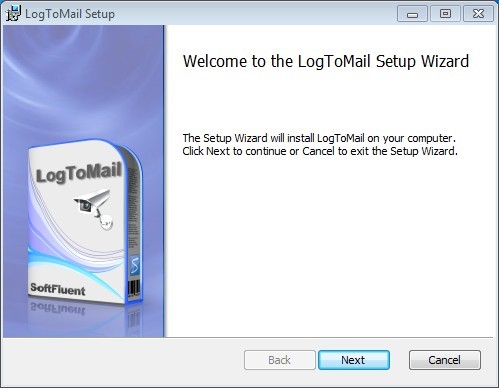 LogToMail Setup
Welcome to the LogToMail Setup Wizard
The Setup Wizard will install LogToMail on your computer.
Click Next to continue or Cancel to exit the Setup Wizard.
LogToMail
SoftFluent
Back
Next
Cancel